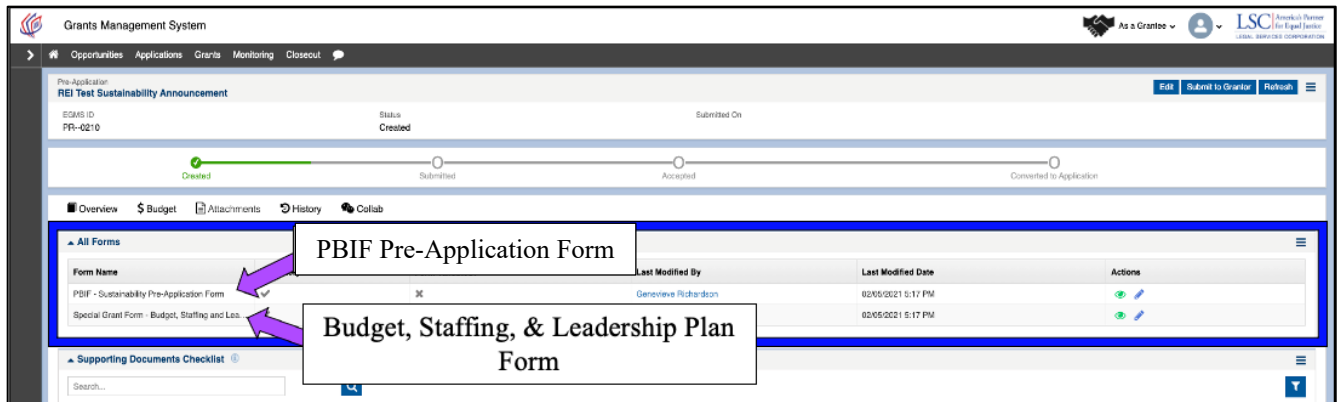 Grants Management System
As a Grantee
LSC America's Partner for Equal Justice
LEGAL SERVICES CORPORATION
Opportunities Applications Grants Monitoring Closeout
Pre-Application
REI Test Sustainability Announcement
Edit Submit to Grantor Refresh
EGMS ID Status Submitted On
PR--0210 Created
Created Submitted Accepted Converted to Application
Overview $ Budget Attachments History Collab
All Forms
PBIF Pre-Application Form
Form Name Last Modified By Last Modified Date Actions
PBIF - Sustainability Pre-Application Form Genevieve Richardson 02/05/2021 5:17 PM
Special Grant Form - Budget, Staffing and Lea... 02/05/2021 5:17 PM
Budget, Staffing, & Leadership Plan
Form
Supporting Documents Checklist
Search...